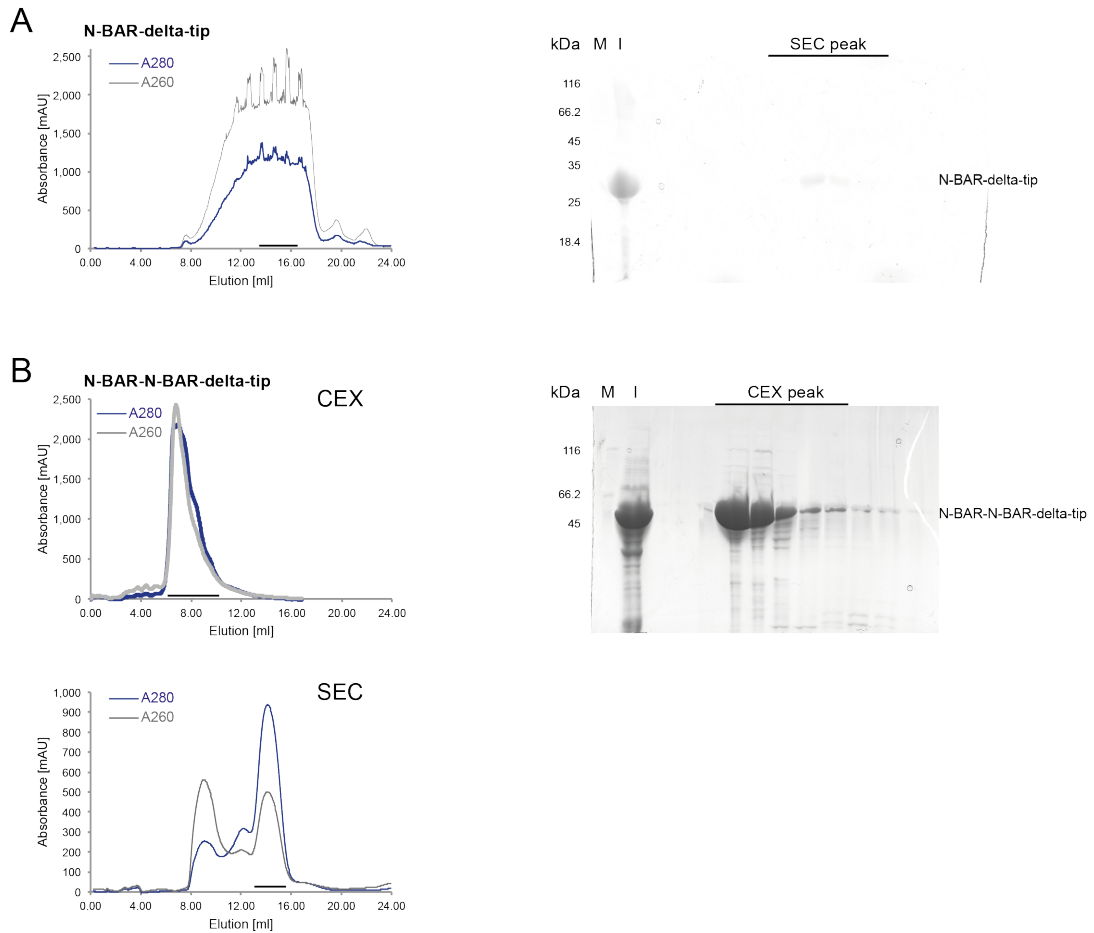 A
N-BAR-delta-tip
A280
A260
Absorbance [mAU]
2,500
2,000
1,500
1,000
500
0
0.00 4.00 8.00 12.00 16.00 20.00 24.00
Elution [ml]
kDa M I SEC peak
116
66.2
45
35
25
18.4
N-BAR-delta-tip
B
N-BAR-N-BAR-delta-tip
CEX
A280
A260
Absorbance [mAU]
2,500
2,000
1,500
1,000
500
0
0.00 4.00 8.00 12.00 16.00 20.00 24.00
Elution [ml]
kDa M I CEX peak
116
66.2
45
N-BAR-N-BAR-delta-tip
SEC
A280
A260
Absorbance [mAU]
1,000
900
800
700
600
500
400
300
200
100
0
0.00 4.00 8.00 12.00 16.00 20.00 24.00
Elution [ml]